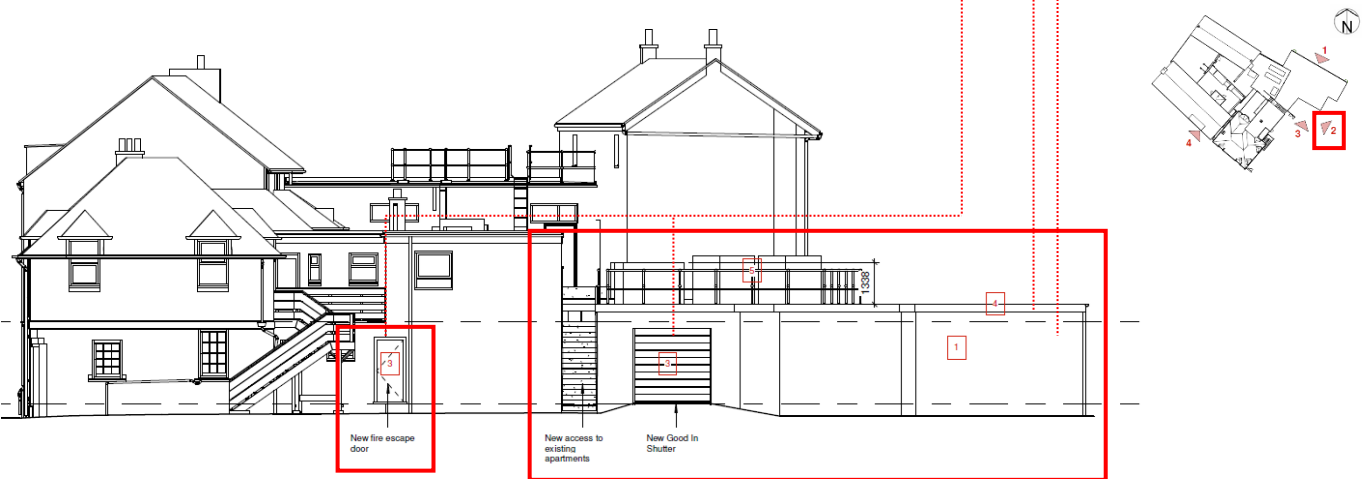 N
1
2
3
4
5
1338
4
1
3
3
New fire escape
door
New access to
existing
apartments
New Good In
Shutter